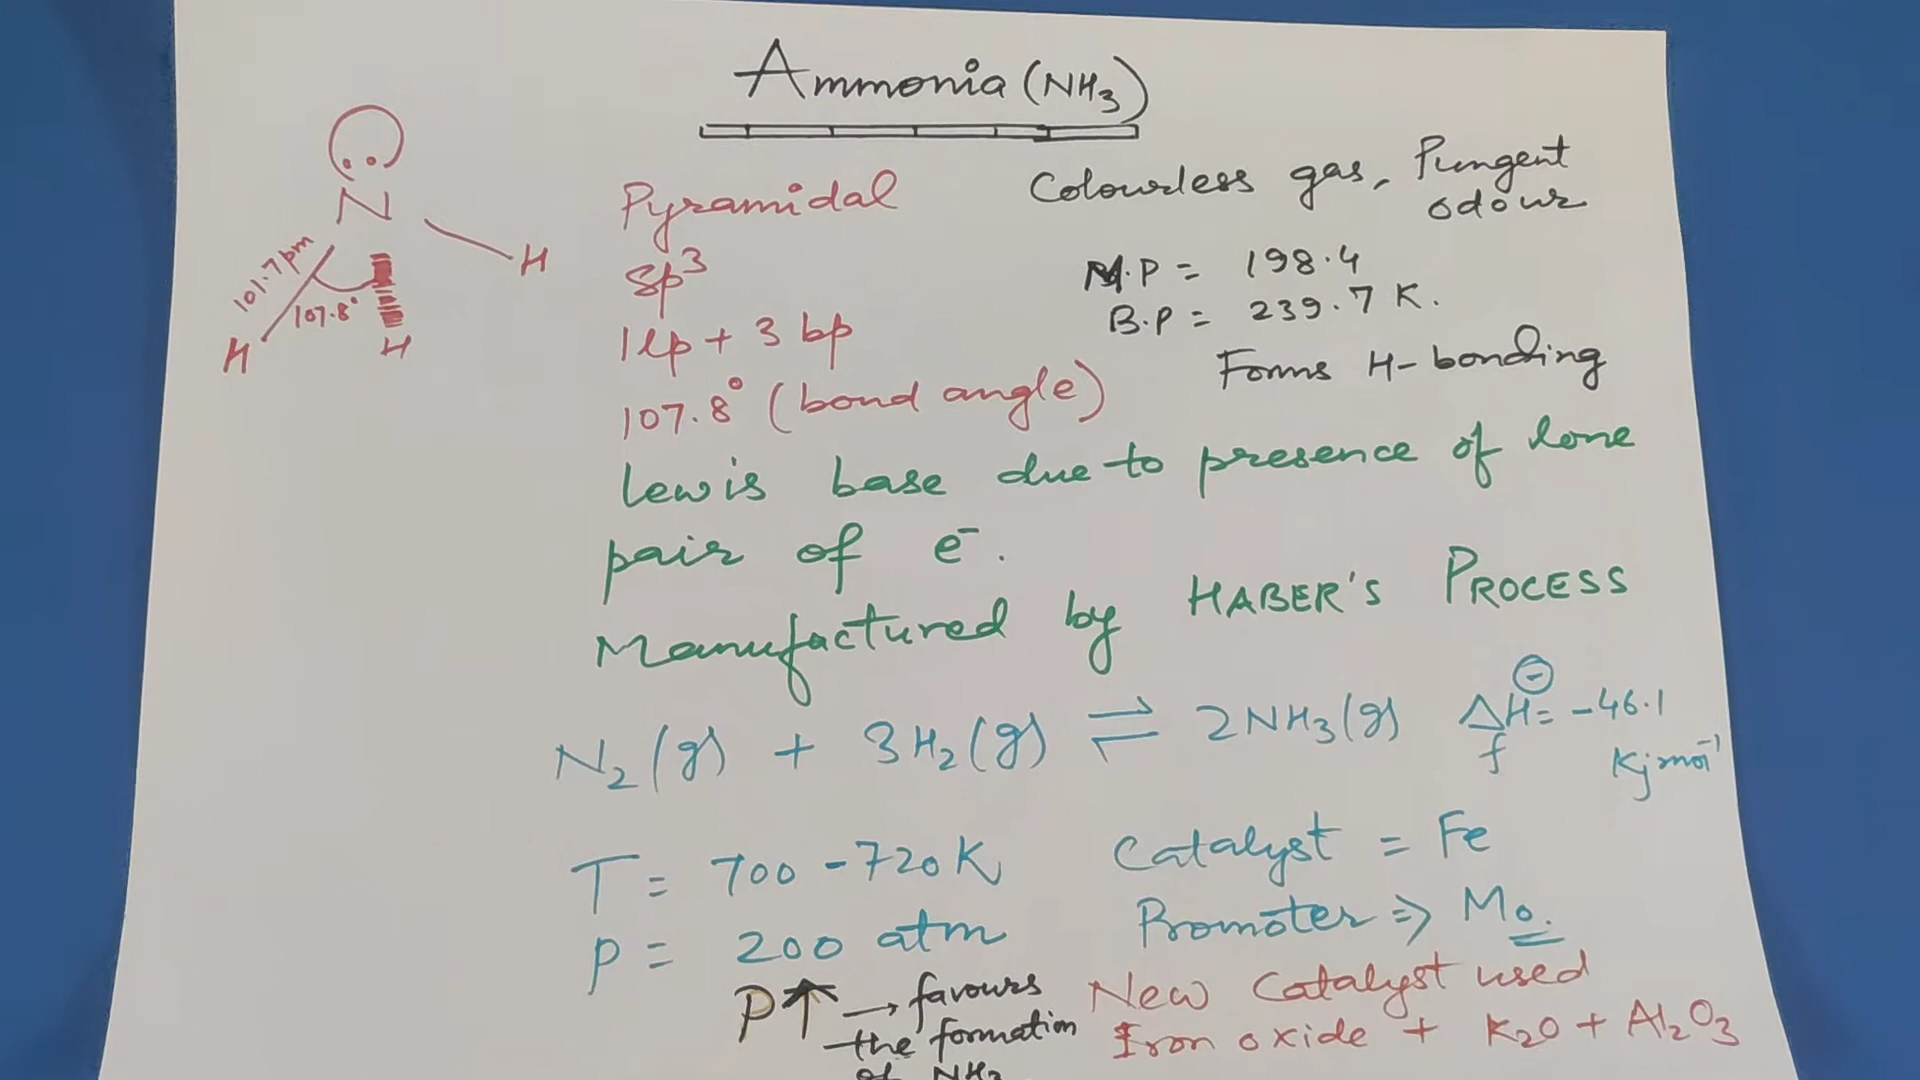 Ammonia (NH3)
N
H
H
H
101.7pm
107.8°
Pyramidal
sp3
1lp + 3 bp
107.8° (bond angle)
Colourless gas, Pungent
odour
M.P = 198.4
B.P = 239.7 K.
Forms H-bonding
Lewis base due to presence of lone
pair of e-.
Manufactured by HABER'S PROCESS
N2(g) + 3H2(g) ⇌ 2NH3(g) ΔfH⊖ = -46.1
Kjmol-1
T = 700 - 720 K
Catalyst = Fe
P = 200 atm
Promoter ⇒ Mo.
P↑ → favours
the formation
of NH3
New Catalyst used
Iron oxide + K2O + Al2O3